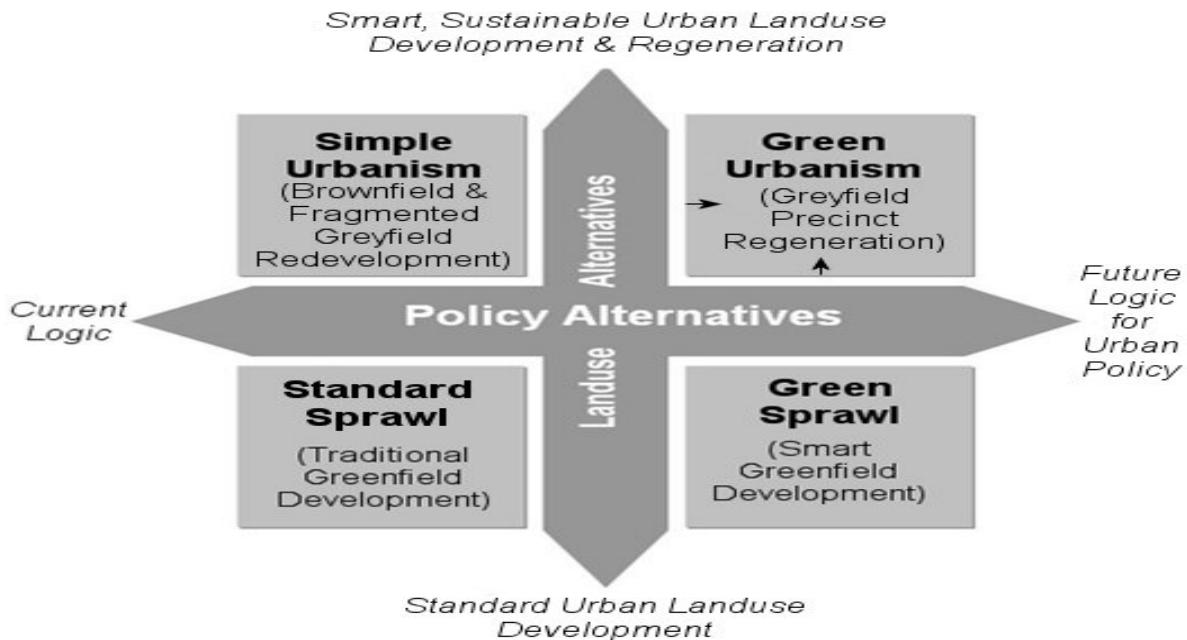 Smart, Sustainable Urban Landuse
Development & Regeneration
Simple
Urbanism
(Brownfield &
Fragmented
Greyfield
Redevelopment)
Green
Urbanism
(Greyfield
Precinct
Regeneration)
Current
Logic
Policy Alternatives
Landuse Alternatives
Future
Logic
for
Urban
Policy
Standard
Sprawl
(Traditional
Greenfield
Development)
Green
Sprawl
(Smart
Greenfield
Development)
Standard Urban Landuse
Development